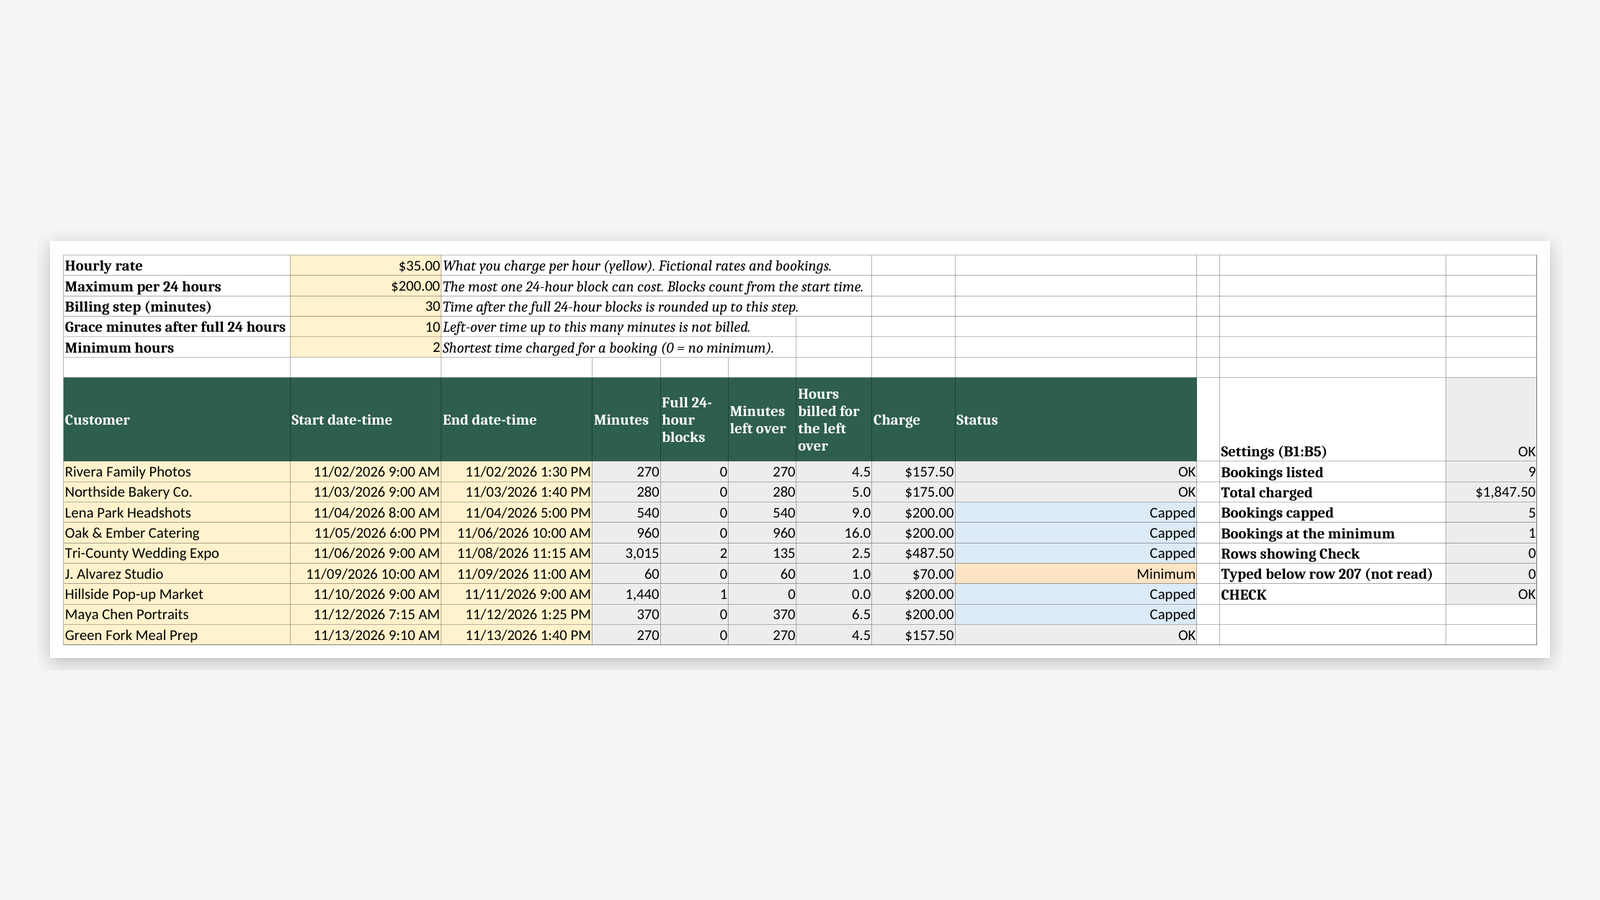 Hourly rate $35.00 What you charge per hour (yellow). Fictional rates and bookings.
Maximum per 24 hours $200.00 The most one 24-hour block can cost. Blocks count from the start time.
Billing step (minutes) 30 Time after the full 24-hour blocks is rounded up to this step.
Grace minutes after full 24 hours 10 Left-over time up to this many minutes is not billed.
Minimum hours 2 Shortest time charged for a booking (0 = no minimum).
Customer Start date-time End date-time Minutes Full 24-hour blocks Minutes left over Hours billed for the left over Charge Status Settings (B1:B5) OK
Rivera Family Photos 11/02/2026 9:00 AM 11/02/2026 1:30 PM 270 0 270 4.5 $157.50 OK Bookings listed 9
Northside Bakery Co. 11/03/2026 9:00 AM 11/03/2026 1:40 PM 280 0 280 5.0 $175.00 OK Total charged $1,847.50
Lena Park Headshots 11/04/2026 8:00 AM 11/04/2026 5:00 PM 540 0 540 9.0 $200.00 Capped Bookings capped 5
Oak & Ember Catering 11/05/2026 6:00 PM 11/06/2026 10:00 AM 960 0 960 16.0 $200.00 Capped Bookings at the minimum 1
Tri-County Wedding Expo 11/06/2026 9:00 AM 11/08/2026 11:15 AM 3,015 2 135 2.5 $487.50 Capped Rows showing Check 0
J. Alvarez Studio 11/09/2026 10:00 AM 11/09/2026 11:00 AM 60 0 60 1.0 $70.00 Minimum Typed below row 207 (not read) 0
Hillside Pop-up Market 11/10/2026 9:00 AM 11/11/2026 9:00 AM 1,440 1 0 0.0 $200.00 Capped CHECK OK
Maya Chen Portraits 11/12/2026 7:15 AM 11/12/2026 1:25 PM 370 0 370 6.5 $200.00 Capped
Green Fork Meal Prep 11/13/2026 9:10 AM 11/13/2026 1:40 PM 270 0 270 4.5 $157.50 OK